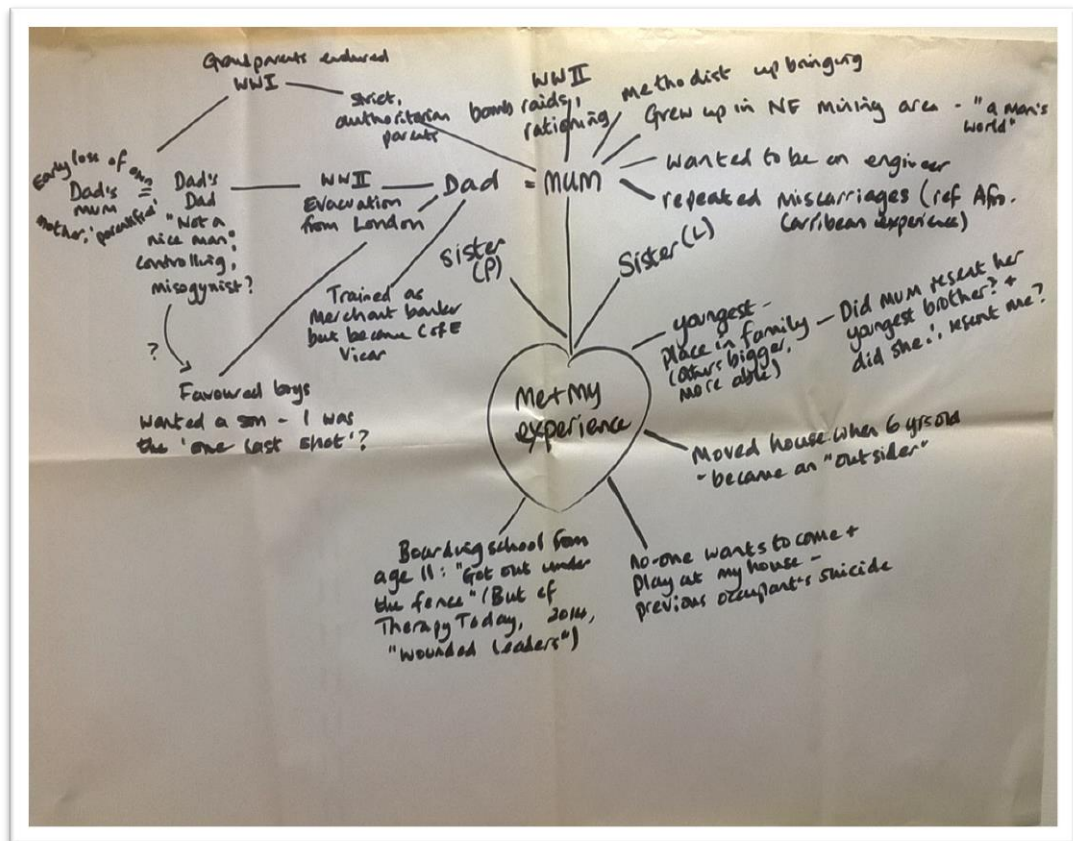 Grandparents endured
WWI
strict,
authoritarian
parents
WWII
bomb raids,
rationing
methodist upbringing
Grew up in NE mining area - "a man's
world"
wanted to be an engineer
repeated miscarriages (ref Afro.
Carribean experience)
Early loss of own
mother, 'parentified'
Dad's
mum
=
Dad's
Dad
"Not a
nice man",
controlling,
misogynist?
?
WWII
Evacuation
from London
Dad
=
mum
Trained as
Merchant banker
but became CofE
Vicar
Favoured boys
wanted a son - I was
the 'one last shot'?
Sister
(P)
Sister (L)
Me + My
experience
youngest -
place in family
(others bigger,
more able)
- Did mum resent her
youngest brother? +
did she ∴ resent me?
Moved house when 6 yrs old
- became an "outsider"
No-one wants to come +
play at my house -
previous occupant's suicide
Boarding school from
age 11: "Got out under
the fence" (But cf
Therapy Today, 2014,
"wounded leaders")